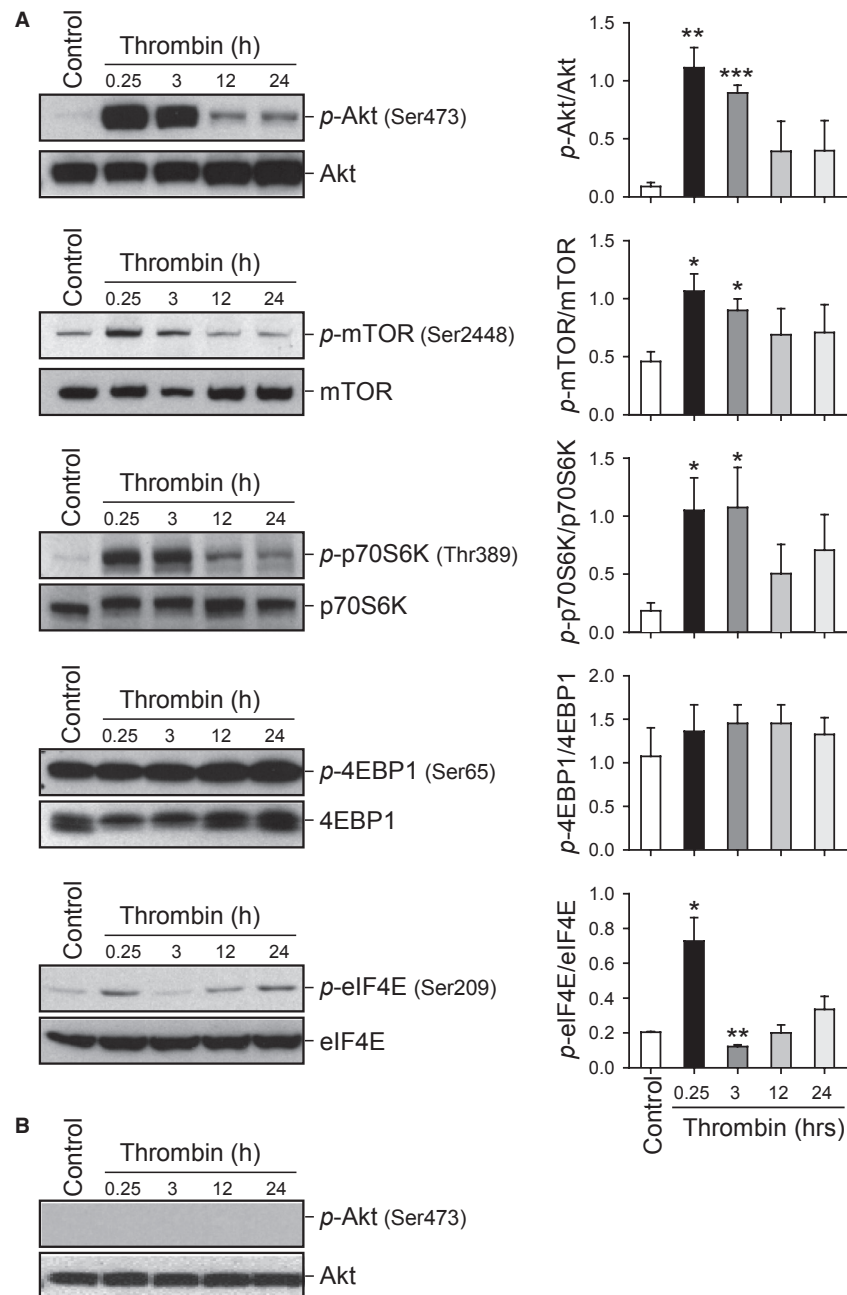 A
Control
Thrombin (h)
0.25 3 12 24
p-Akt (Ser473)
Akt
p-Akt/Akt
1.5
1.0
0.5
0.0
**
***
Control
Thrombin (h)
0.25 3 12 24
p-mTOR (Ser2448)
mTOR
p-mTOR/mTOR
1.5
1.0
0.5
0.0
*
*
Control
Thrombin (h)
0.25 3 12 24
p-p70S6K (Thr389)
p70S6K
p-p70S6K/p70S6K
1.5
1.0
0.5
0.0
*
*
Control
Thrombin (h)
0.25 3 12 24
p-4EBP1 (Ser65)
4EBP1
p-4EBP1/4EBP1
2.0
1.5
1.0
0.5
0.0
Control
Thrombin (h)
0.25 3 12 24
p-eIF4E (Ser209)
eIF4E
p-eIF4E/eIF4E
1.0
0.8
0.6
0.4
0.2
0.0
*
**
Control
0.25 3 12 24
Thrombin (hrs)
B
Control
Thrombin (h)
0.25 3 12 24
p-Akt (Ser473)
Akt